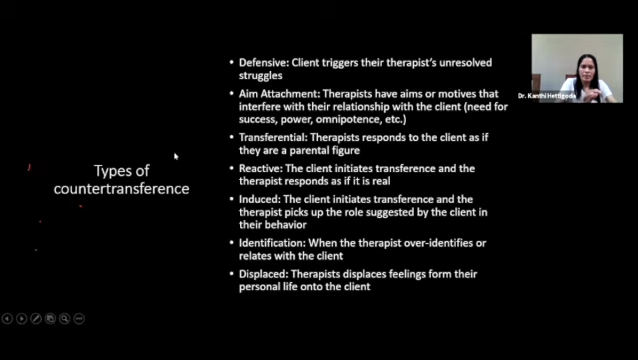 Types of
countertransference
• Defensive: Client triggers their therapist's unresolved
struggles
• Aim Attachment: Therapists have aims or motives that
interfere with their relationship with the client (need for
success, power, omnipotence, etc.)
• Transferential: Therapists responds to the client as if
they are a parental figure
• Reactive: The client initiates transference and the
therapist responds as if it is real
• Induced: The client initiates transference and the
therapist picks up the role suggested by the client in
their behavior
• Identification: When the therapist over-identifies or
relates with the client
• Displaced: Therapists displaces feelings form their
personal life onto the client
Dr. Kanthi Hettigoda